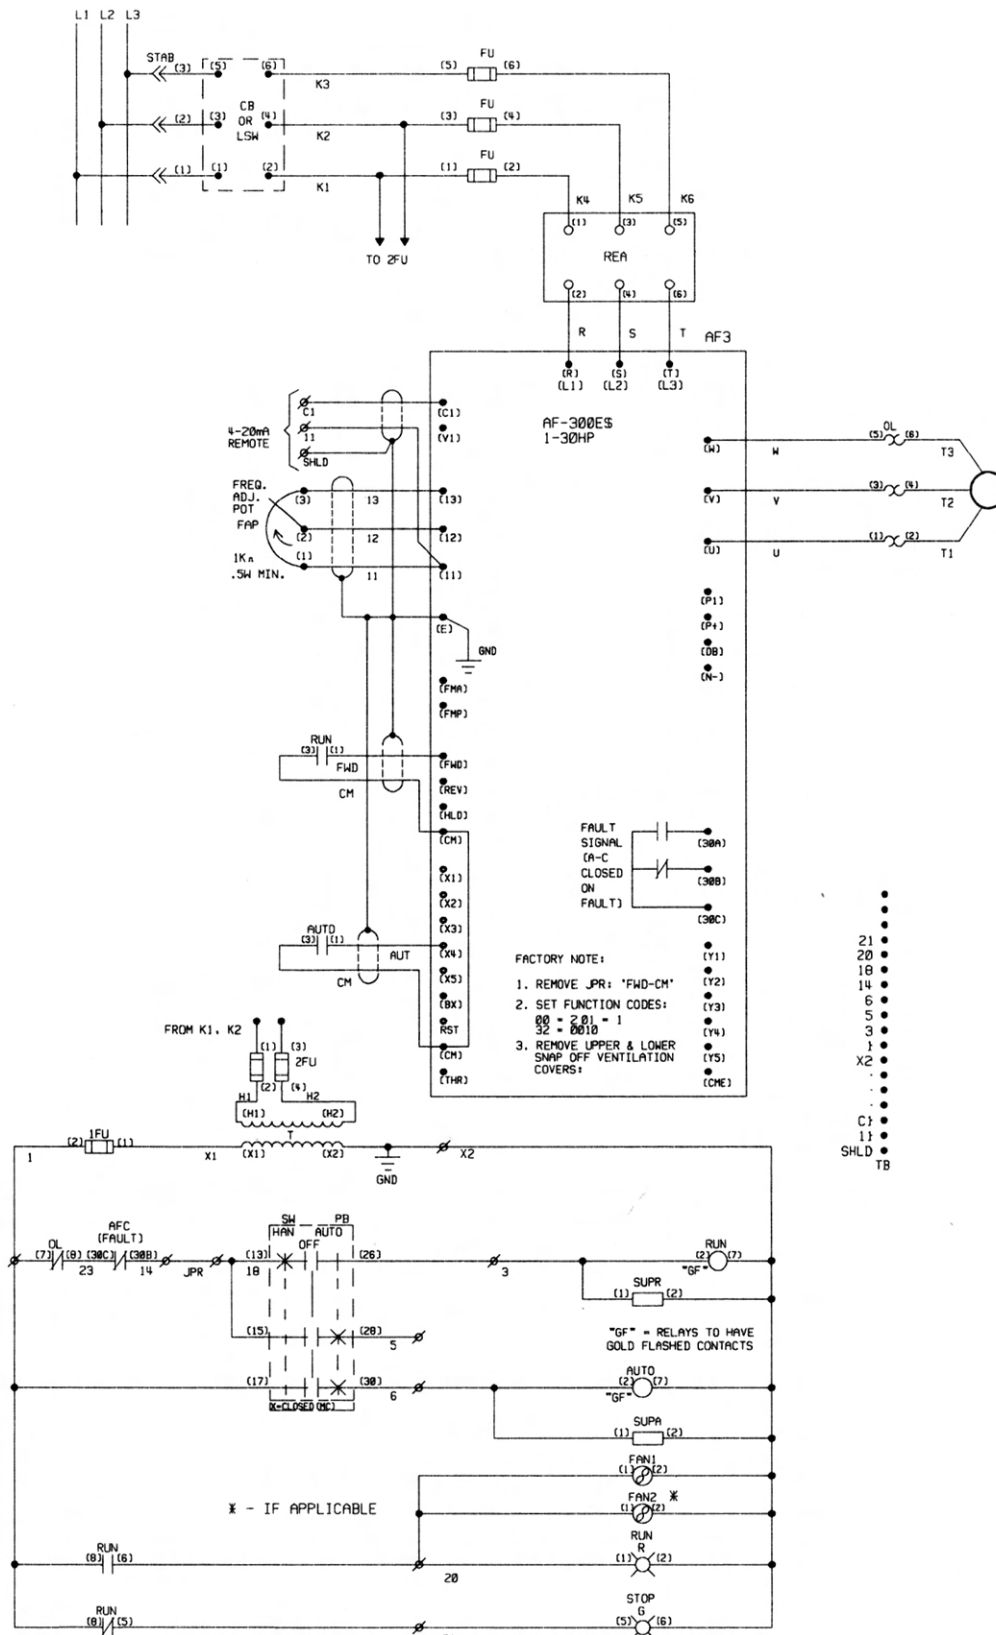 L1 L2 L3
STAB
(3) (5) (6) K3 (5) FU (6)
CB
OR
LSW
(2) (3) (4) K2 (3) FU (4)
(1) (1) (2) K1 (1) FU (2)
TO 2FU
K4 K5 K6
(1) (3) (5)
REA
(2) (4) (6)
R S T
AF3
(R) (S) (T)
(L1) (L2) (L3)
AF-300E$
1-30HP
4-20mA
REMOTE
C1
11
SHLD
(C1)
(V1)
FREQ.
ADJ.
POT
FAP
1KΩ
.5W MIN.
(3) 13 (13)
(2) 12 (12)
(1) 11 (11)
(E)
GND
(FMA)
(FMP)
RUN
(3) (1)
FWD
CM
(FWD)
(REV)
(HLD)
(CM)
(X1)
(X2)
(X3)
AUTO
(3) (1)
AUT
CM
(X4)
(X5)
(BX)
RST
(CM)
(THR)
OL
(W) W (5) (6) T3
(V) V (3) (4) T2
(U) U (1) (2) T1
(P1)
(P+)
(DB)
(N-)
FAULT
SIGNAL
(A-C
CLOSED
ON
FAULT)
(30A)
(30B)
(30C)
(Y1)
(Y2)
(Y3)
(Y4)
(Y5)
(CME)
FACTORY NOTE:
1. REMOVE JPR: 'FWD-CM'
2. SET FUNCTION CODES:
00 = 2 01 = 1
32 = 0010
3. REMOVE UPPER & LOWER
SNAP OFF VENTILATION
COVERS:
21
20
18
14
6
5
3
1
X2
C1
11
SHLD
TB
FROM K1, K2
(1) (3)
2FU
(2) (4)
H1 H2
(H1) (H2)
T
(2) 1FU (1)
1 X1 (X1) (X2) X2
GND
SW PB
HAN AUTO
OFF
OL
(7) (8)
23
AFC
(FAULT)
(30C) (30B)
14
JPR
(13) (26)
18
3
RUN
(2) (7)
"GF"
SUPR
(1) (2)
(15) (28)
5
"GF" = RELAYS TO HAVE
GOLD FLASHED CONTACTS
(17) (30)
6
X=CLOSED(MC)
AUTO
(2) (7)
"GF"
SUPA
(1) (2)
FAN1
(1) (2)
FAN2 *
(1) (2)
* - IF APPLICABLE
RUN
(8) (6)
20
RUN
R
(1) (2)
RUN
(8) (5)
STOP
G
(5) (6)